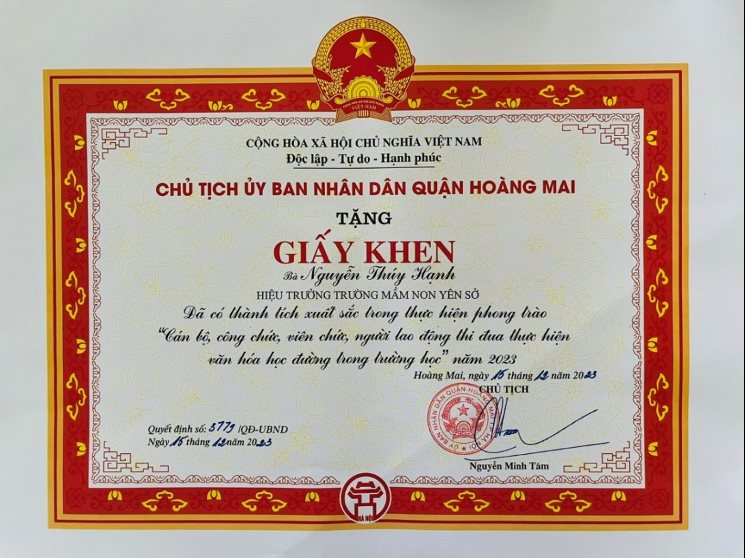 CỘNG HÒA XÃ HỘI CHỦ NGHĨA VIỆT NAM
Độc lập - Tự do - Hạnh phúc
CHỦ TỊCH ỦY BAN NHÂN DÂN QUẬN HOÀNG MAI
TẶNG
GIẤY KHEN
Bà Nguyễn Thúy Hạnh
HIỆU TRƯỞNG TRƯỜNG MẦM NON YÊN SỞ
Đã có thành tích xuất sắc trong thực hiện phong trào
“Cán bộ, công chức, viên chức, người lao động thi đua thực hiện
văn hóa học đường trong trường học” năm 2023
Hoàng Mai, ngày 15 tháng 12 năm 2023
CHỦ TỊCH
Quyết định số: 5779 /QĐ-UBND
Ngày 15 tháng 12 năm 2023
Nguyễn Minh Tâm
VIỆT NAM
HÀ NỘI